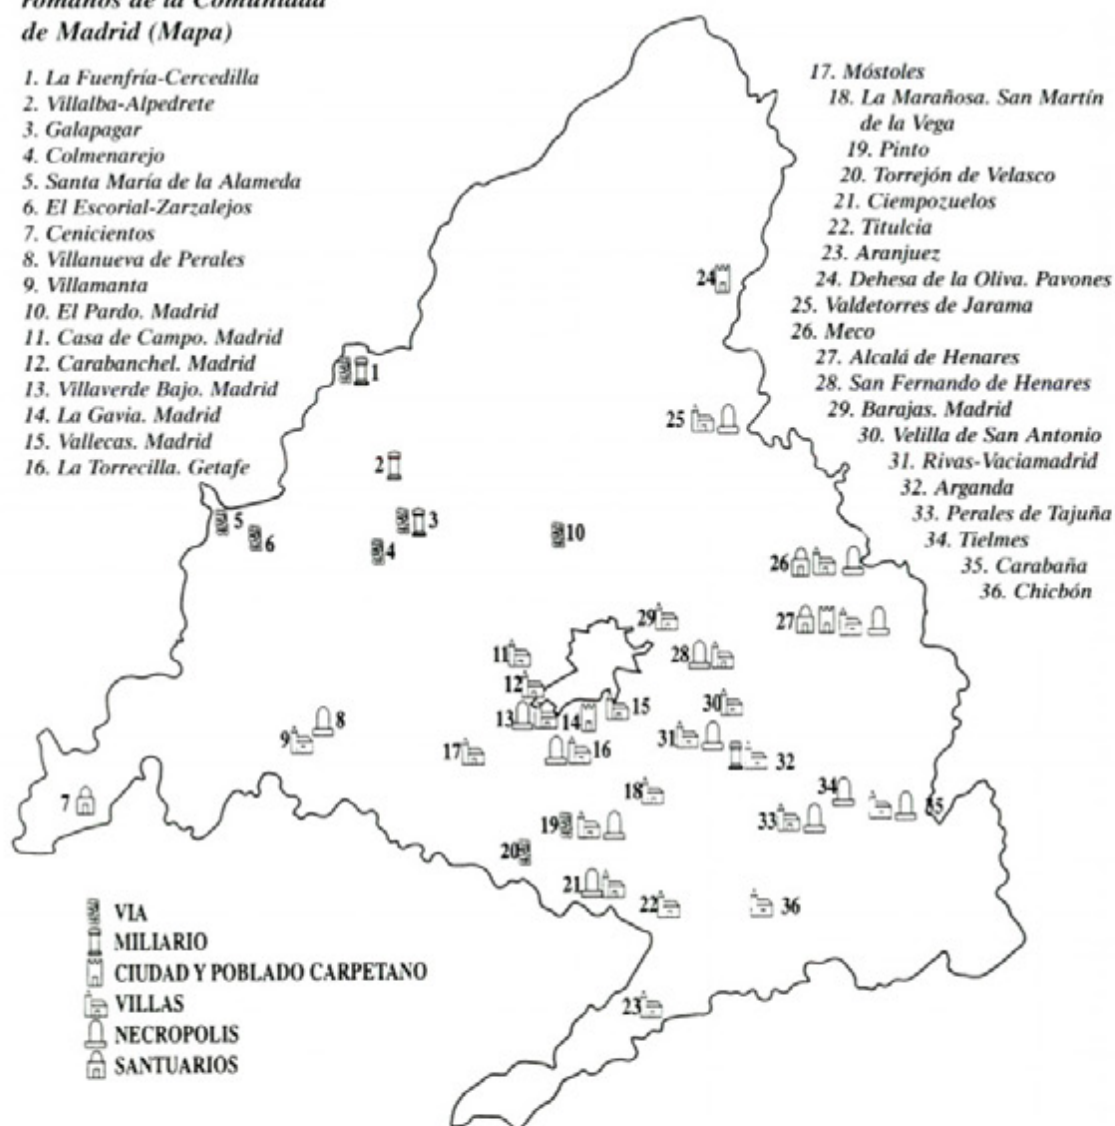 romanos de la Comunidad
de Madrid (Mapa)
1. La Fuenfría-Cercedilla
2. Villalba-Alpedrete
3. Galapagar
4. Colmenarejo
5. Santa María de la Alameda
6. El Escorial-Zarzalejos
7. Cenicientos
8. Villanueva de Perales
9. Villamanta
10. El Pardo. Madrid
11. Casa de Campo. Madrid
12. Carabanchel. Madrid
13. Villaverde Bajo. Madrid
14. La Gavia. Madrid
15. Vallecas. Madrid
16. La Torrecilla. Getafe
17. Móstoles
18. La Marañosa. San Martín
de la Vega
19. Pinto
20. Torrejón de Velasco
21. Ciempozuelos
22. Titulcia
23. Aranjuez
24. Dehesa de la Oliva. Pavones
25. Valdetorres de Jarama
26. Meco
27. Alcalá de Henares
28. San Fernando de Henares
29. Barajas. Madrid
30. Velilla de San Antonio
31. Rivas-Vaciamadrid
32. Arganda
33. Perales de Tajuña
34. Tielmes
35. Carabaña
36. Chicbón
24
1
25
2
5
6
3
4
10
26
29
27
11
28
12
13
14
15
30
8
9
17
16
31
32
7
18
34
35
19
33
20
21
22
36
23
VIA
MILIARIO
CIUDAD Y POBLADO CARPETANO
VILLAS
NECROPOLIS
SANTUARIOS